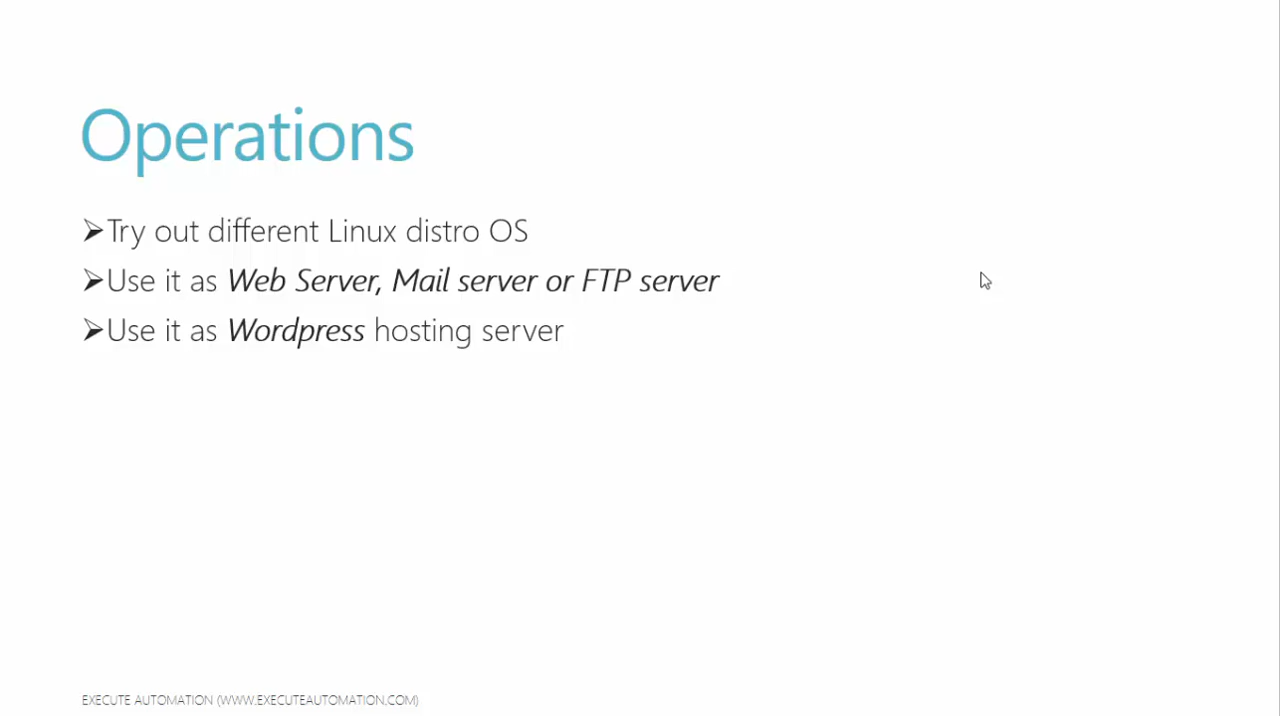 Operations
➢Try out different Linux distro OS
➢Use it as Web Server, Mail server or FTP server
➢Use it as Wordpress hosting server
EXECUTE AUTOMATION (WWW.EXECUTEAUTOMATION.COM)